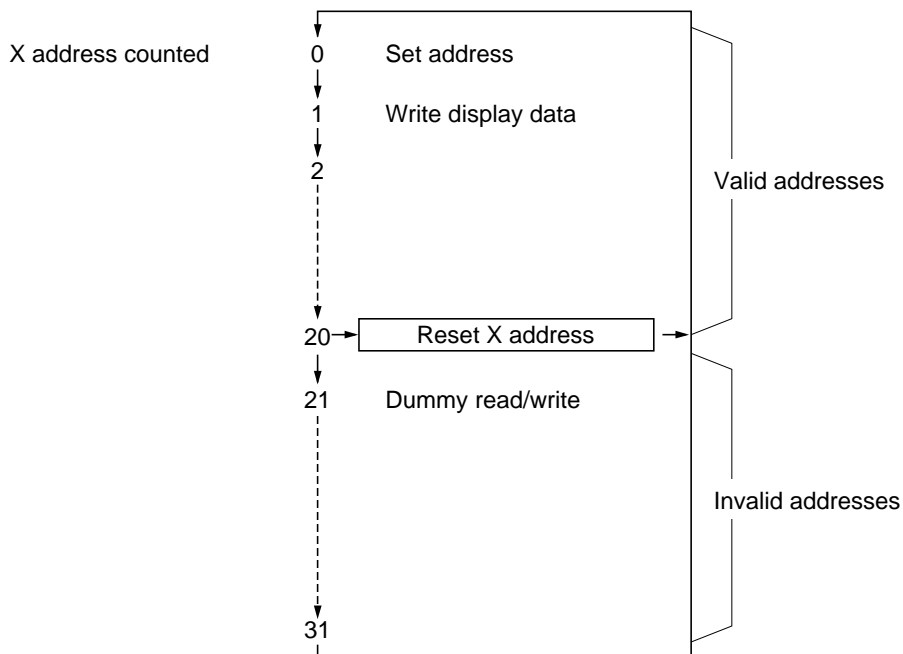 X address counted 0 Set address
1 Write display data
2
Valid addresses
20 Reset X address
21 Dummy read/write
Invalid addresses
31